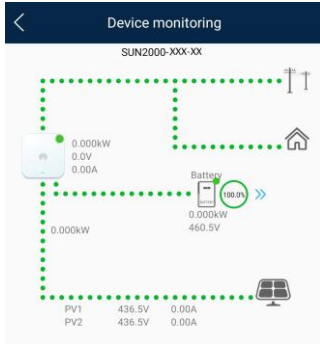 Device monitoring
SUN2000-XXX-XX
0.000kW
0.0V
0.00A
Battery
100.0%
0.000kW
460.5V
0.000kW
PV1 436.5V 0.00A
PV2 436.5V 0.00A